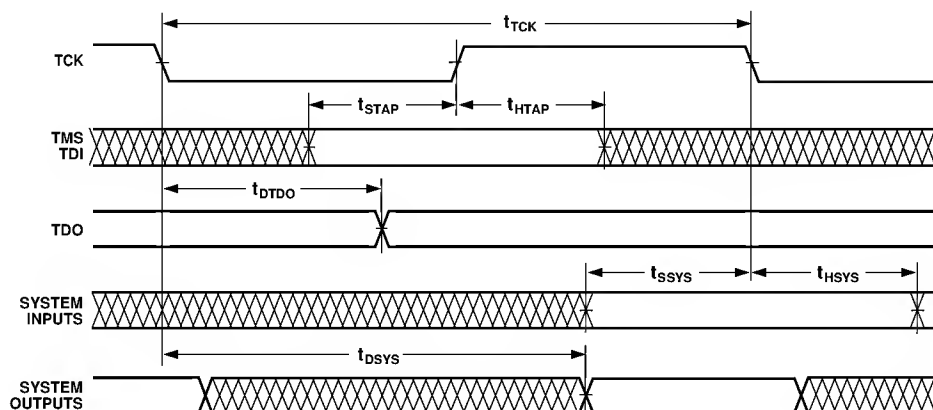 tTCK
TCK
tSTAP
tHTAP
TMS
TDI
tDTDO
TDO
tSSYS
tHSYS
SYSTEM
INPUTS
tDSYS
SYSTEM
OUTPUTS